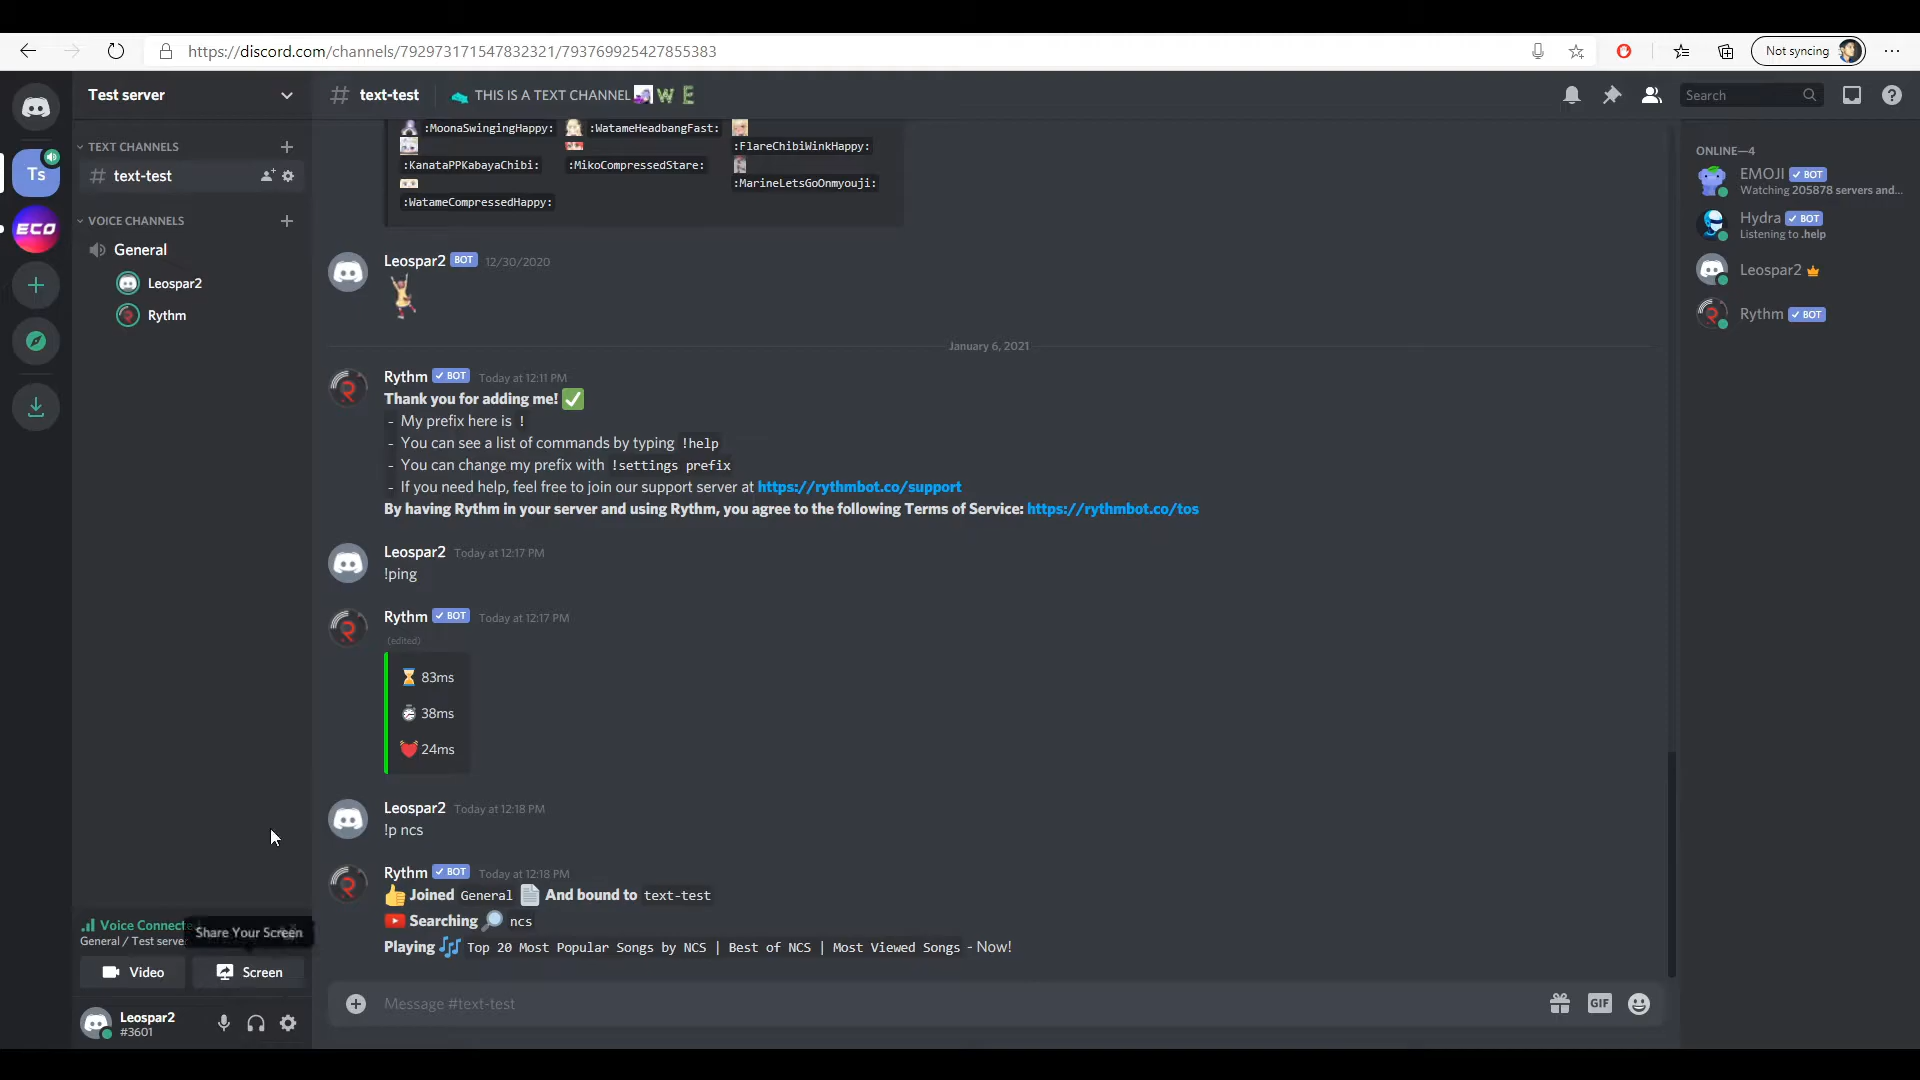 https://discord.com/channels/792973171547832321/793769925427855383
Not syncing
Test server
text-test
THIS IS A TEXT CHANNEL W E
Search
Ts
ECO
TEXT CHANNELS
text-test
VOICE CHANNELS
General
Leospar2
Rythm
:MoonaSwingingHappy: :WatameHeadbangFast:
:FlareChibiWinkHappy:
:KanataPPKabayaChibi: :MikoCompressedStare:
:MarineLetsGoOnmyouji:
:WatameCompressedHappy:
Leospar2 BOT 12/30/2020
January 6, 2021
Rythm ✓ BOT Today at 12:11 PM
Thank you for adding me! ✅
- My prefix here is !
- You can see a list of commands by typing !help
- You can change my prefix with !settings prefix
- If you need help, feel free to join our support server at https://rythmbot.co/support
By having Rythm in your server and using Rythm, you agree to the following Terms of Service: https://rythmbot.co/tos
Leospar2 Today at 12:17 PM
!ping
Rythm ✓ BOT Today at 12:17 PM
(edited)
83ms
38ms
24ms
Leospar2 Today at 12:18 PM
!p ncs
Rythm ✓ BOT Today at 12:18 PM
Joined General And bound to text-test
Searching ncs
Playing Top 20 Most Popular Songs by NCS | Best of NCS | Most Viewed Songs - Now!
Message #text-test
GIF
Voice Connecte
General / Test server
Share Your Screen
Video
Screen
Leospar2
#3601
ONLINE—4
EMOJI ✓ BOT
Watching 205878 servers and...
Hydra ✓ BOT
Listening to .help
Leospar2
Rythm ✓ BOT